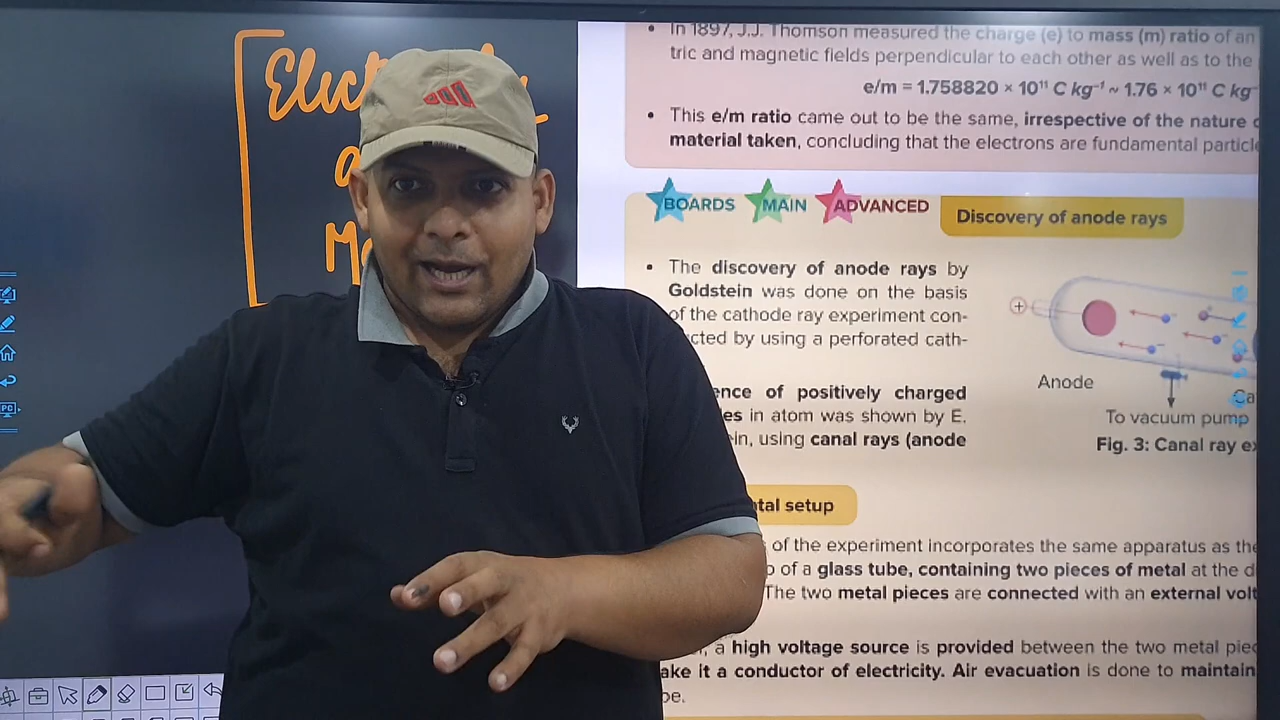 In 1897, J.J. Thomson measured the charge (e) to mass (m) ratio of an
tric and magnetic fields perpendicular to each other as well as to the
e/m = 1.758820 × 10¹¹ C kg⁻¹ ~ 1.76 × 10¹¹ C kg
This e/m ratio came out to be the same, irrespective of the nature
material taken, concluding that the electrons are fundamental
BOARDS MAIN ADVANCED
Discovery of anode rays
The discovery of anode rays by
Goldstein was done on the basis
of the cathode ray experiment con-
cted by using a perforated cath-
ence of positively charged
es in atom was shown by E.
in, using canal rays (anode
Anode
To vacuum pump
Fig. 3: Canal ray
tal setup
of the experiment incorporates the same apparatus as the
of a glass tube, containing two pieces of metal at the
The two metal pieces are connected with an external
a high voltage source is provided between the two metal
ake it a conductor of electricity. Air evacuation is done to maintain